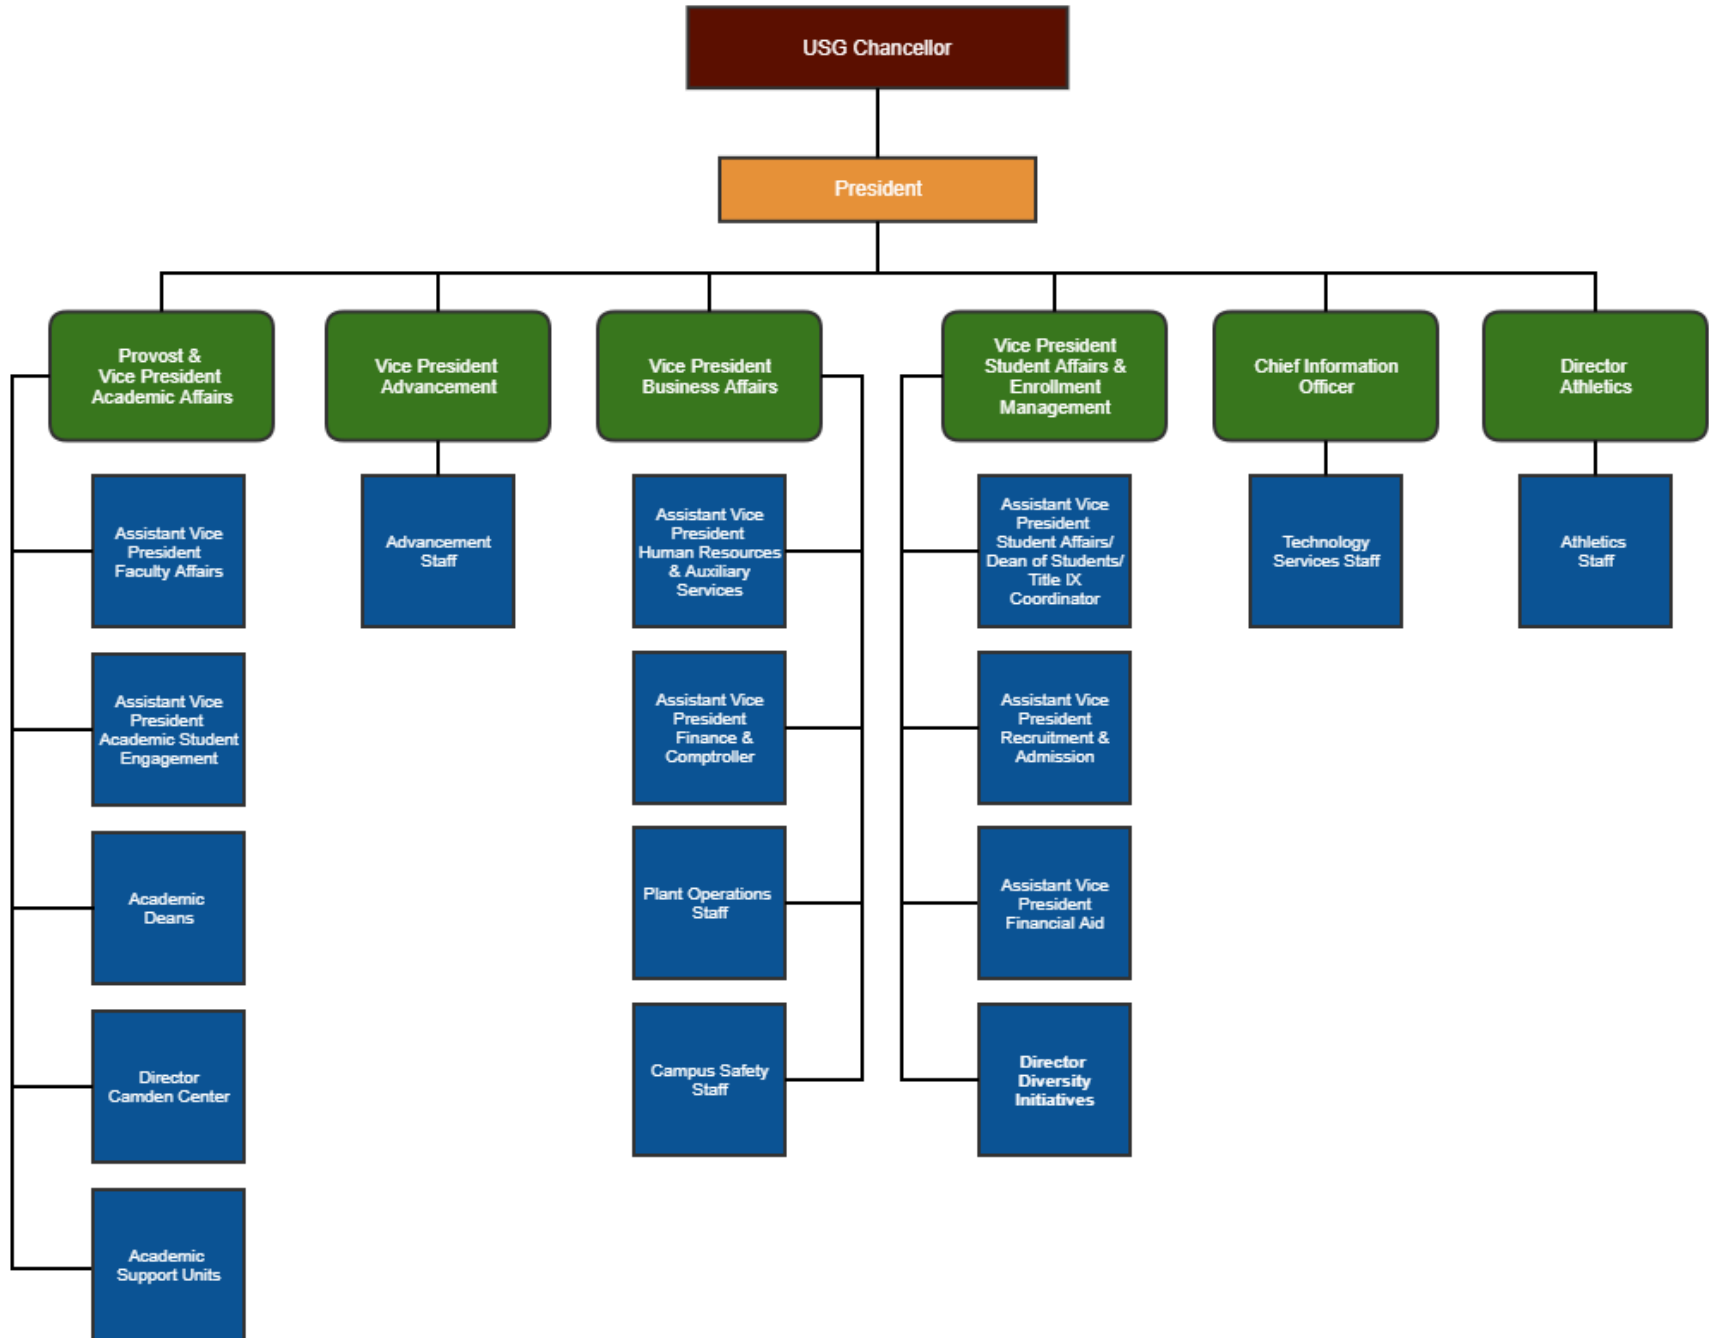 USG Chancellor
President
Provost &
Vice President
Academic Affairs
Vice President
Advancement
Vice President
Business Affairs
Vice President
Student Affairs &
Enrollment
Management
Chief Information
Officer
Director
Athletics
Assistant Vice
President
Faculty Affairs
Advancement
Staff
Assistant Vice
President
Human Resources
& Auxiliary
Services
Assistant Vice
President
Student Affairs/
Dean of Students/
Title IX
Coordinator
Technology
Services Staff
Athletics
Staff
Assistant Vice
President
Academic Student
Engagement
Assistant Vice
President
Finance &
Comptroller
Assistant Vice
President
Recruitment &
Admission
Academic
Deans
Plant Operations
Staff
Assistant Vice
President
Financial Aid
Director
Camden Center
Campus Safety
Staff
Director
Diversity
Initiatives
Academic
Support Units